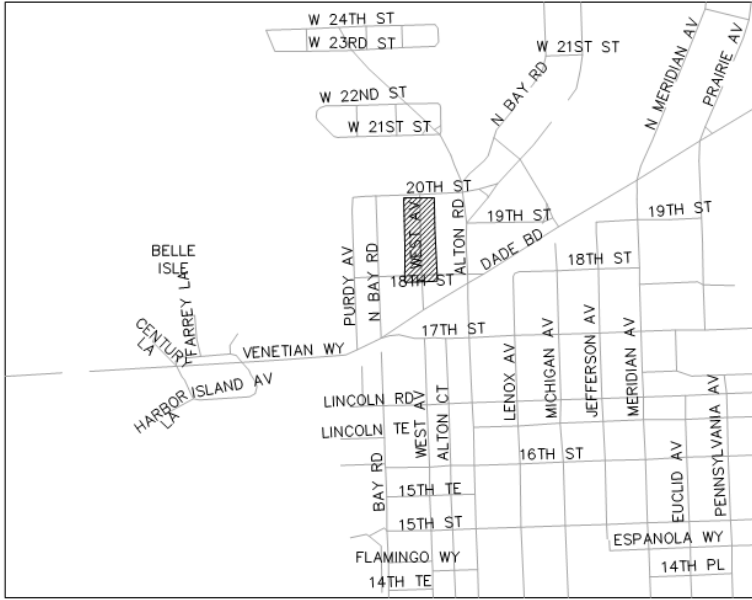 W 24TH ST
W 23RD ST
W 21ST ST
N MERIDIAN AV
PRAIRIE AV
N BAY RD
W 22ND ST
W 21ST ST
20TH ST
WEST AV
ALTON RD
19TH ST
19TH ST
DADE BD
BELLE
ISLE
FARREY LA
PURDY AV
N BAY RD
18TH ST
18TH ST
CENTURY
LA
VENETIAN WY
17TH ST
LENOX AV
MICHIGAN AV
JEFFERSON AV
MERIDIAN AV
HARBOR ISLAND AV
LA
LINCOLN RD
LINCOLN TE
WEST AV
ALTON CT
PENNSYLVANIA AV
EUCLID AV
BAY RD
16TH ST
15TH TE
15TH ST
ESPANOLA WY
FLAMINGO WY
14TH PL
14TH TE